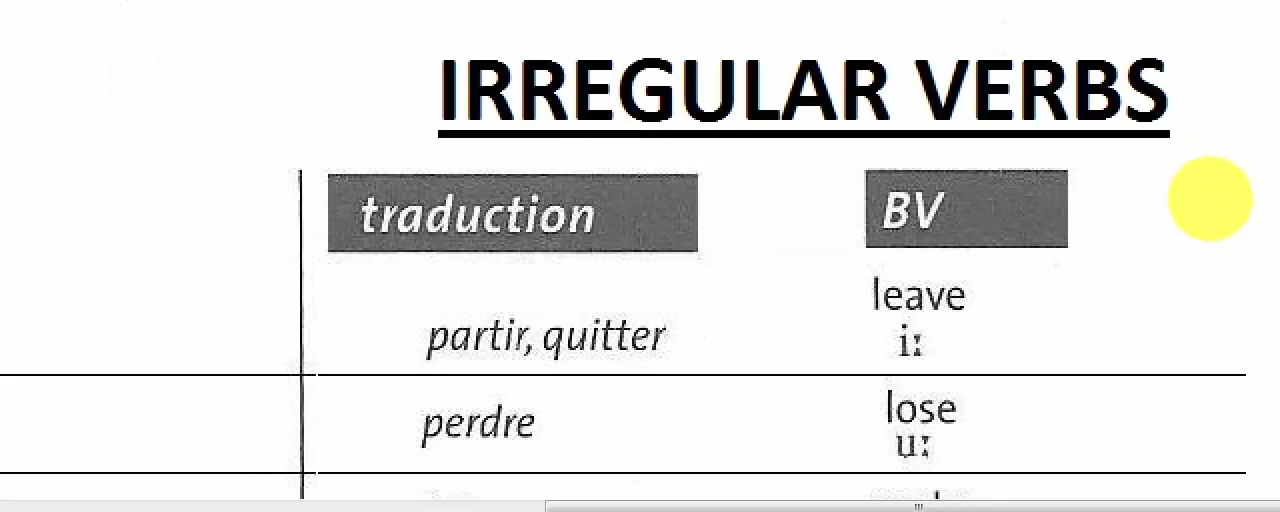 IRREGULAR VERBS
traduction BV
leave
partir, quitter iː
perdre lose
uː